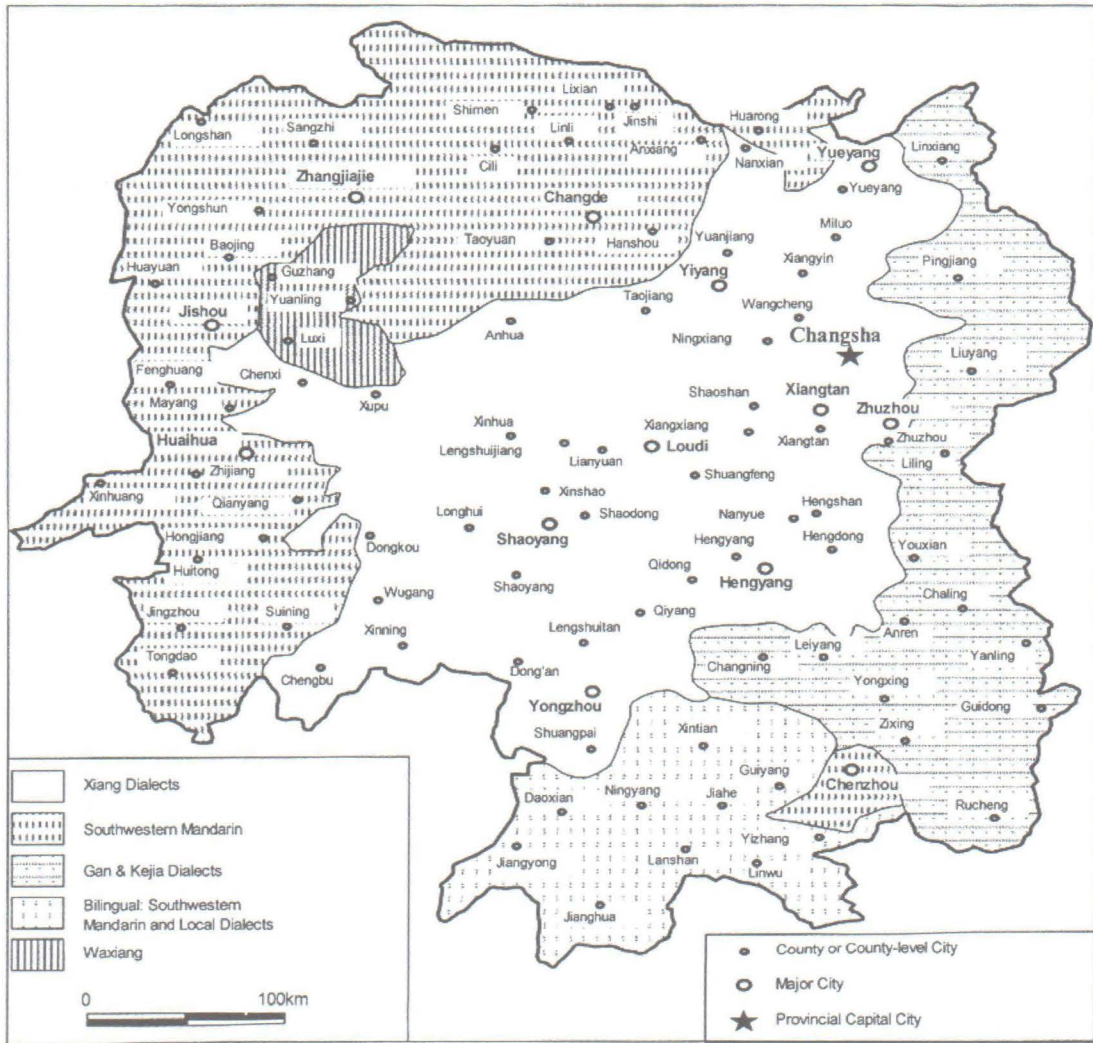 Lixian
Shimen
Jinshi
Huarong
Longshan
Sangzhi
Linli
Anxiang
Nanxian
Yueyang
Linxiang
Cili
Zhangjiajie
Yueyang
Changde
Yongshun
Miluo
Baojing
Taoyuan
Hanshou
Yuanjiang
Xiangyin
Pingjiang
Huayuan
Guzhang
Yiyang
Yuanling
Taojiang
Wangcheng
Jishou
Luxi
Anhua
Ningxiang
Changsha
Liuyang
Fenghuang
Chenxi
Shaoshan
Xiangtan
Mayang
Xupu
Zhuzhou
Xinhua
Xiangxiang
Huaihua
Lengshuijiang
Loudi
Xiangtan
Zhuzhou
Lianyuan
Liling
Zhijiang
Shuangfeng
Xinhuang
Qianyang
Xinshao
Longhui
Shaodong
Nanyue
Hengshan
Hongjiang
Shaoyang
Hengyang
Hengdong
Dongkou
Huitong
Qidong
Hengyang
Youxian
Shaoyang
Wugang
Chaling
Jingzhou
Suining
Qiyang
Xinning
Lengshuitan
Anren
Leiyang
Yanling
Tongdao
Chengbu
Dong'an
Changning
Yongzhou
Yongxing
Guidong
Shuangpai
Xintian
Zixing
Guiyang
Chenzhou
Daoxian
Ningyang
Jiahe
Rucheng
Yizhang
Jiangyong
Lanshan
Linwu
Jianghua
Xiang Dialects
Southwestern Mandarin
Gan & Kejia Dialects
Bilingual: Southwestern
Mandarin and Local Dialects
Waxiang
0 100km
County or County-level City
Major City
Provincial Capital City